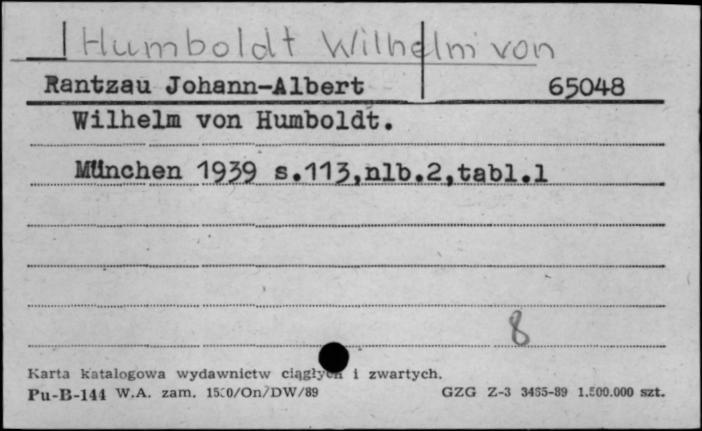 Humboldt Wilhelm von
Rantzau Johann-Albert 65048
Wilhelm von Humboldt.
München 1939 s.113,nlb.2,tabl.1
8
Karta katalogowa wydawnictw ciągłych i zwartych.
Pu-B-144 W.A. zam. /On/DW/89 GZG Z-3 3465-89 1.500.000 szt.